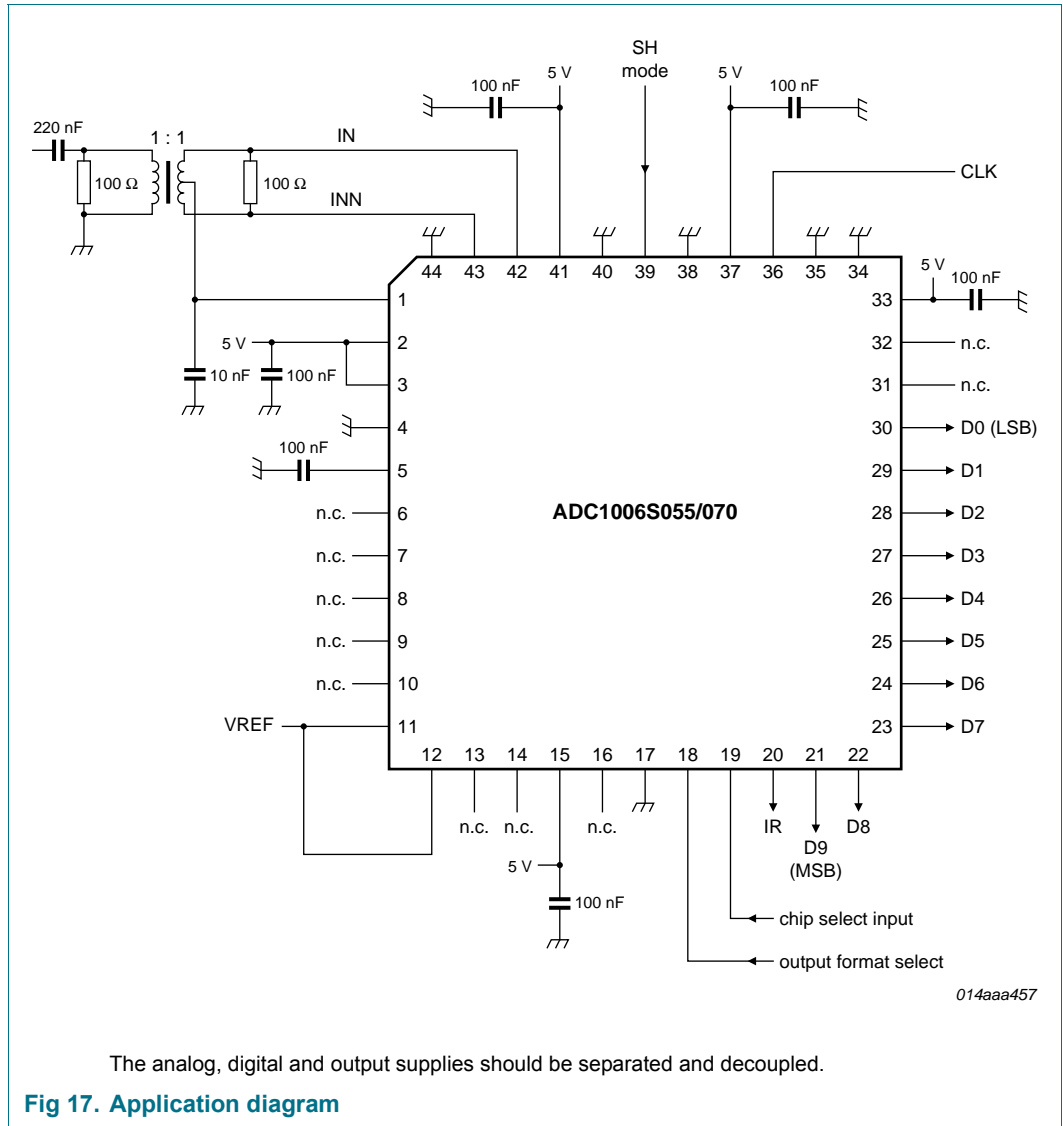 SH
mode
5 V
5 V
100 nF
100 nF
220 nF
1 : 1
IN
100 Ω
100 Ω
INN
CLK
44 43 42 41 40 39 38 37 36 35 34
5 V
100 nF
1
33
5 V
2
32
n.c.
10 nF
100 nF
3
31
n.c.
4
30
D0 (LSB)
100 nF
5
29
D1
ADC1006S055/070
n.c.
6
28
D2
n.c.
7
27
D3
n.c.
8
26
D4
n.c.
9
25
D5
n.c.
10
24
D6
VREF
11
23
D7
12 13 14 15 16 17 18 19 20 21 22
n.c. n.c. n.c. IR D8
D9
(MSB)
5 V
100 nF
chip select input
output format select
014aaa457
The analog, digital and output supplies should be separated and decoupled.
Fig 17. Application diagram